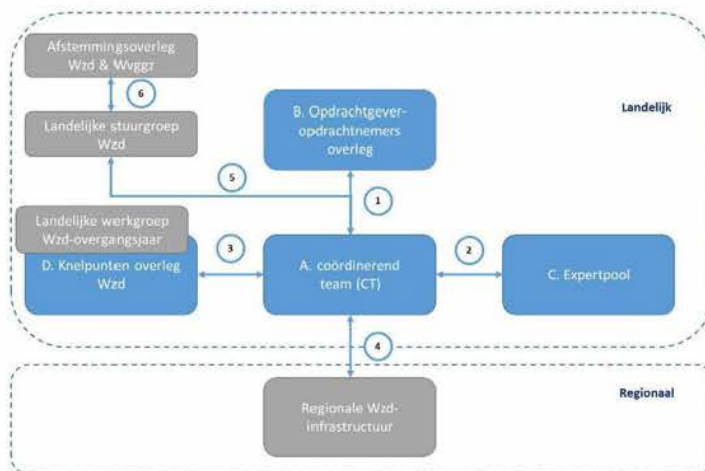 Afstemmingsoverleg
Wzd & Wvggz
6
Landelijke stuurgroep
Wzd
B. Opdrachtgever-
opdrachtnemers
overleg
Landelijk
5
1
Landelijke werkgroep
Wzd-overgangsjaar
D. Knelpunten overleg
Wzd
3
A. coördinerend
team (CT)
2
C. Expertpool
4
Regionaal
Regionale Wzd-
infrastructuur